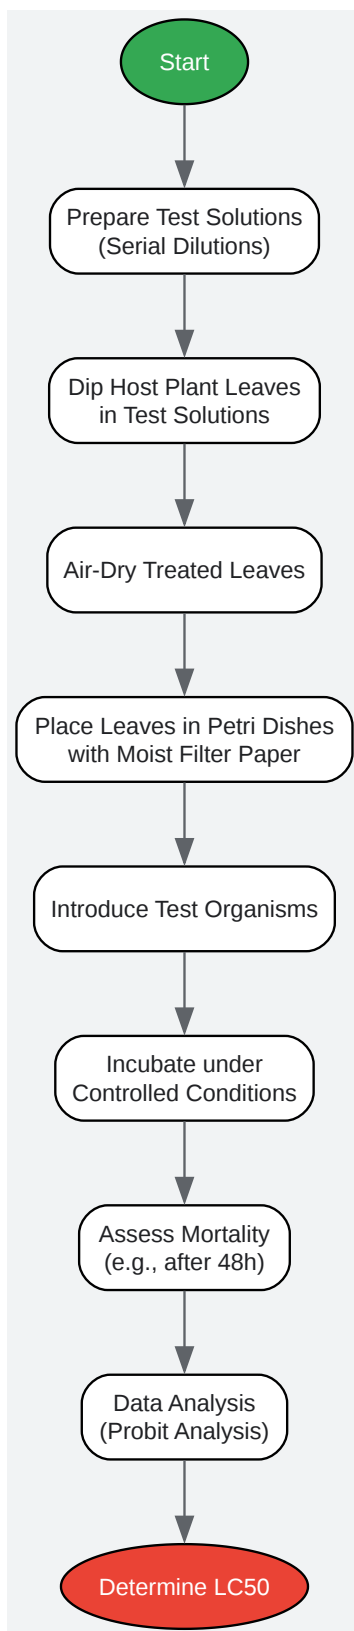 Start
Prepare Test Solutions
(Serial Dilutions)
Dip Host Plant Leaves
in Test Solutions
Air-Dry Treated Leaves
Place Leaves in Petri Dishes
with Moist Filter Paper
Introduce Test Organisms
Incubate under
Controlled Conditions
Assess Mortality
(e.g., after 48h)
Data Analysis
(Probit Analysis)
Determine LC50